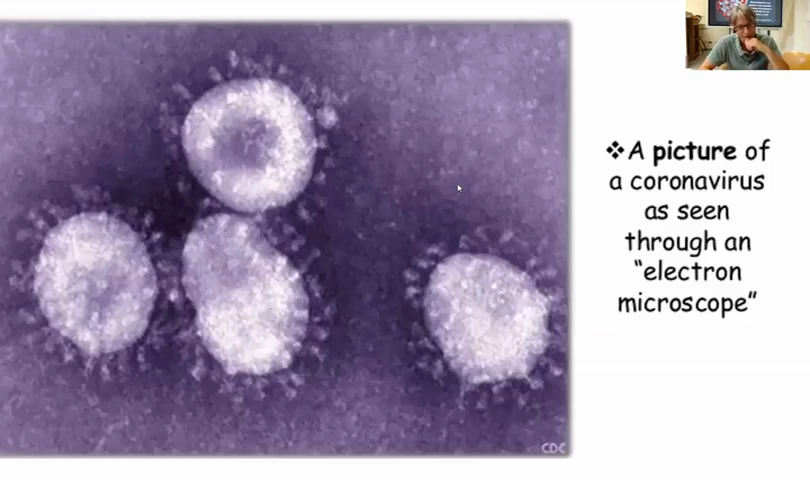 ❖A picture of
a coronavirus
as seen
through an
“electron
microscope”
CDC